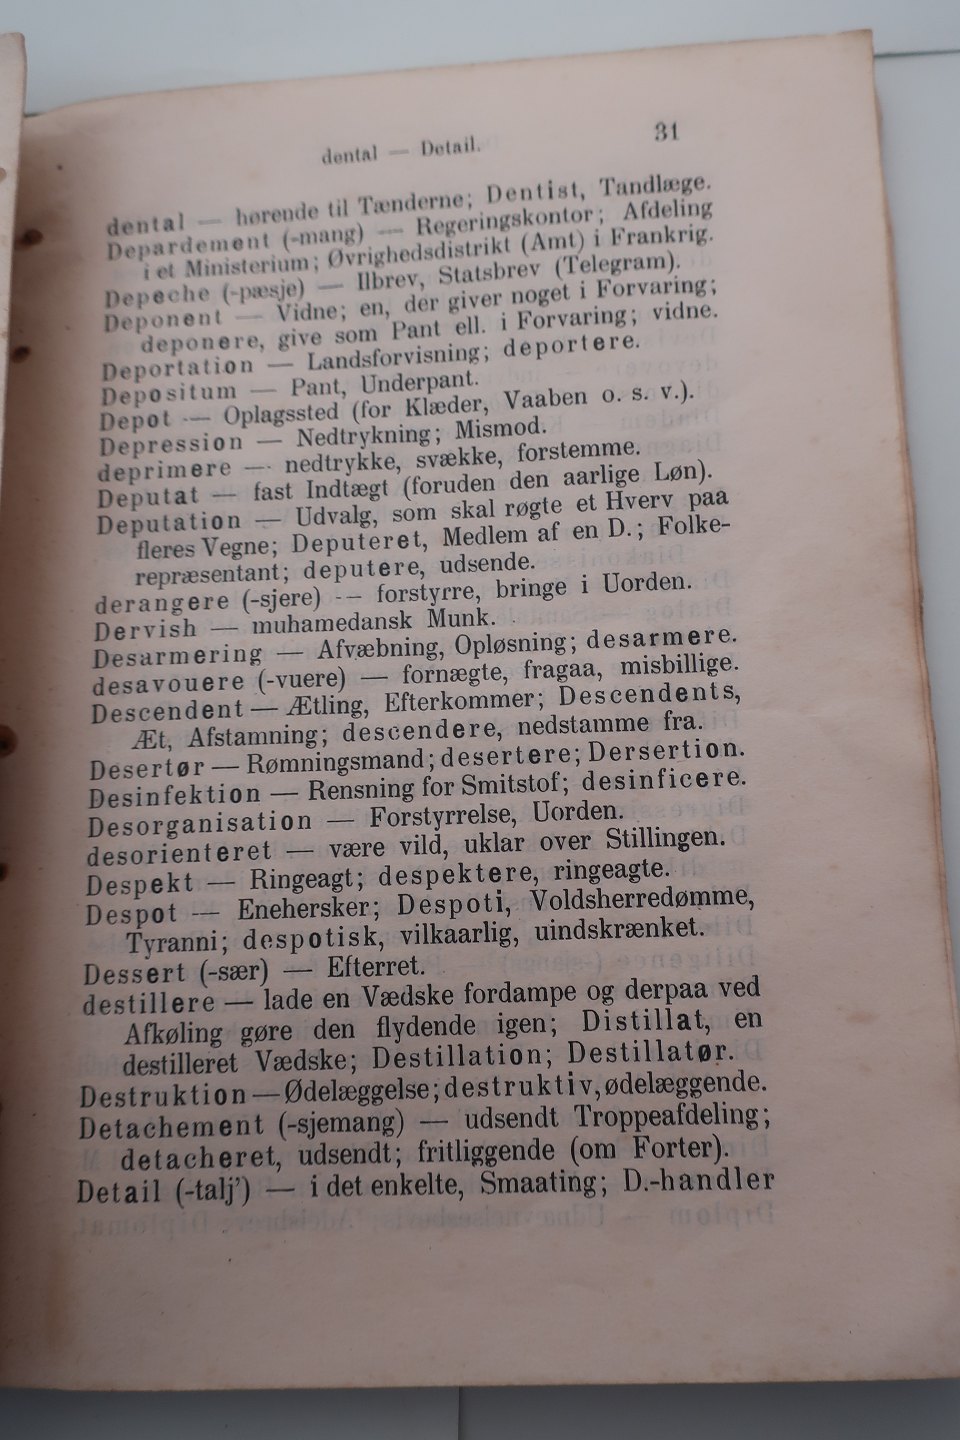 dental — Detail.
31
dental — hørende til Tænderne; Dentist, Tandlæge.
Depardement (-mang) — Regeringskontor; Afdeling
i et Ministerium; Øvrighedsdistrikt (Amt) i Frankrig.
Depeche (-pæsje) — Ilbrev, Statsbrev (Telegram).
Deponent — Vidne; en, der giver noget i Forvaring;
deponere, give som Pant ell. i Forvaring; vidne.
Deportation — Landsforvisning; deportere.
Depositum — Pant, Underpant.
Depot — Oplagssted (for Klæder, Vaaben o. s. v.).
Depression — Nedtrykning; Mismod.
deprimere — nedtrykke, svække, forstemme.
Deputat — fast Indtægt (foruden den aarlige Løn).
Deputation — Udvalg, som skal røgte et Hverv paa
fleres Vegne; Deputeret, Medlem af en D.; Folke-
repræsentant; deputere, udsende.
derangere (-sjere) — forstyrre, bringe i Uorden.
Dervish — muhamedansk Munk.
Desarmering — Afvæbning, Opløsning; desarmere.
desavouere (-vuere) — fornægte, fragaa, misbillige.
Descendent — Ætling, Efterkommer; Descendents,
Æt, Afstamning; descendere, nedstamme fra.
Desertør — Rømningsmand; desertere; Dersertion.
Desinfektion — Rensning for Smitstof; desinficere.
Desorganisation — Forstyrrelse, Uorden.
desorienteret — være vild, uklar over Stillingen.
Despekt — Ringeagt; despektere, ringeagte.
Despot — Enehersker; Despoti, Voldsherredømme,
Tyranni; despotisk, vilkaarlig, uindskrænket.
Dessert (-sær) — Efterret.
destillere — lade en Vædske fordampe og derpaa ved
Afkøling gøre den flydende igen; Distillat, en
destilleret Vædske; Destillation; Destillatør.
Destruktion — Ødelæggelse; destruktiv, ødelæggende.
Detachement (-sjemang) — udsendt Troppeafdeling;
detacheret, udsendt; fritliggende (om Forter).
Detail (-talj') — i det enkelte, Smaating; D.-handler